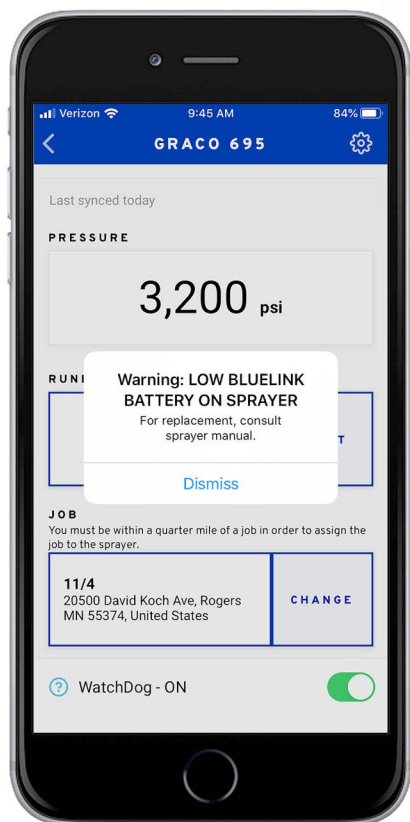 Verizon 9:45 AM 84%
GRACO 695
Last synced today
PRESSURE
3,200 psi
Warning: LOW BLUELINK
BATTERY ON SPRAYER
For replacement, consult
sprayer manual.
Dismiss
JOB
You must be within a quarter mile of a job in order to assign the
job to the sprayer.
11/4
20500 David Koch Ave, Rogers
MN 55374, United States
CHANGE
? WatchDog - ON